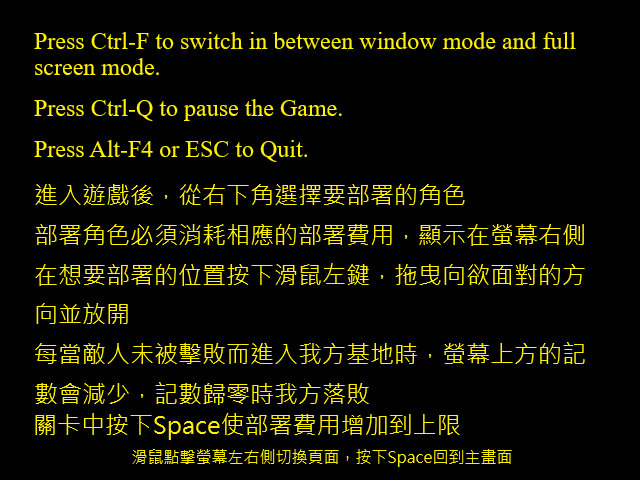 Press Ctrl-F to switch in between window mode and full
screen mode.
Press Ctrl-Q to pause the Game.
Press Alt-F4 or ESC to Quit.
進入遊戲後，從右下角選擇要部署的角色
部署角色必須消耗相應的部署費用，顯示在螢幕右側
在想要部署的位置按下滑鼠左鍵，拖曳向欲面對的方
向並放開
每當敵人未被擊敗而進入我方基地時，螢幕上方的記
數會減少，記數歸零時我方落敗
關卡中按下Space使部署費用增加到上限
滑鼠點擊螢幕左右側切換頁面，按下Space回到主畫面